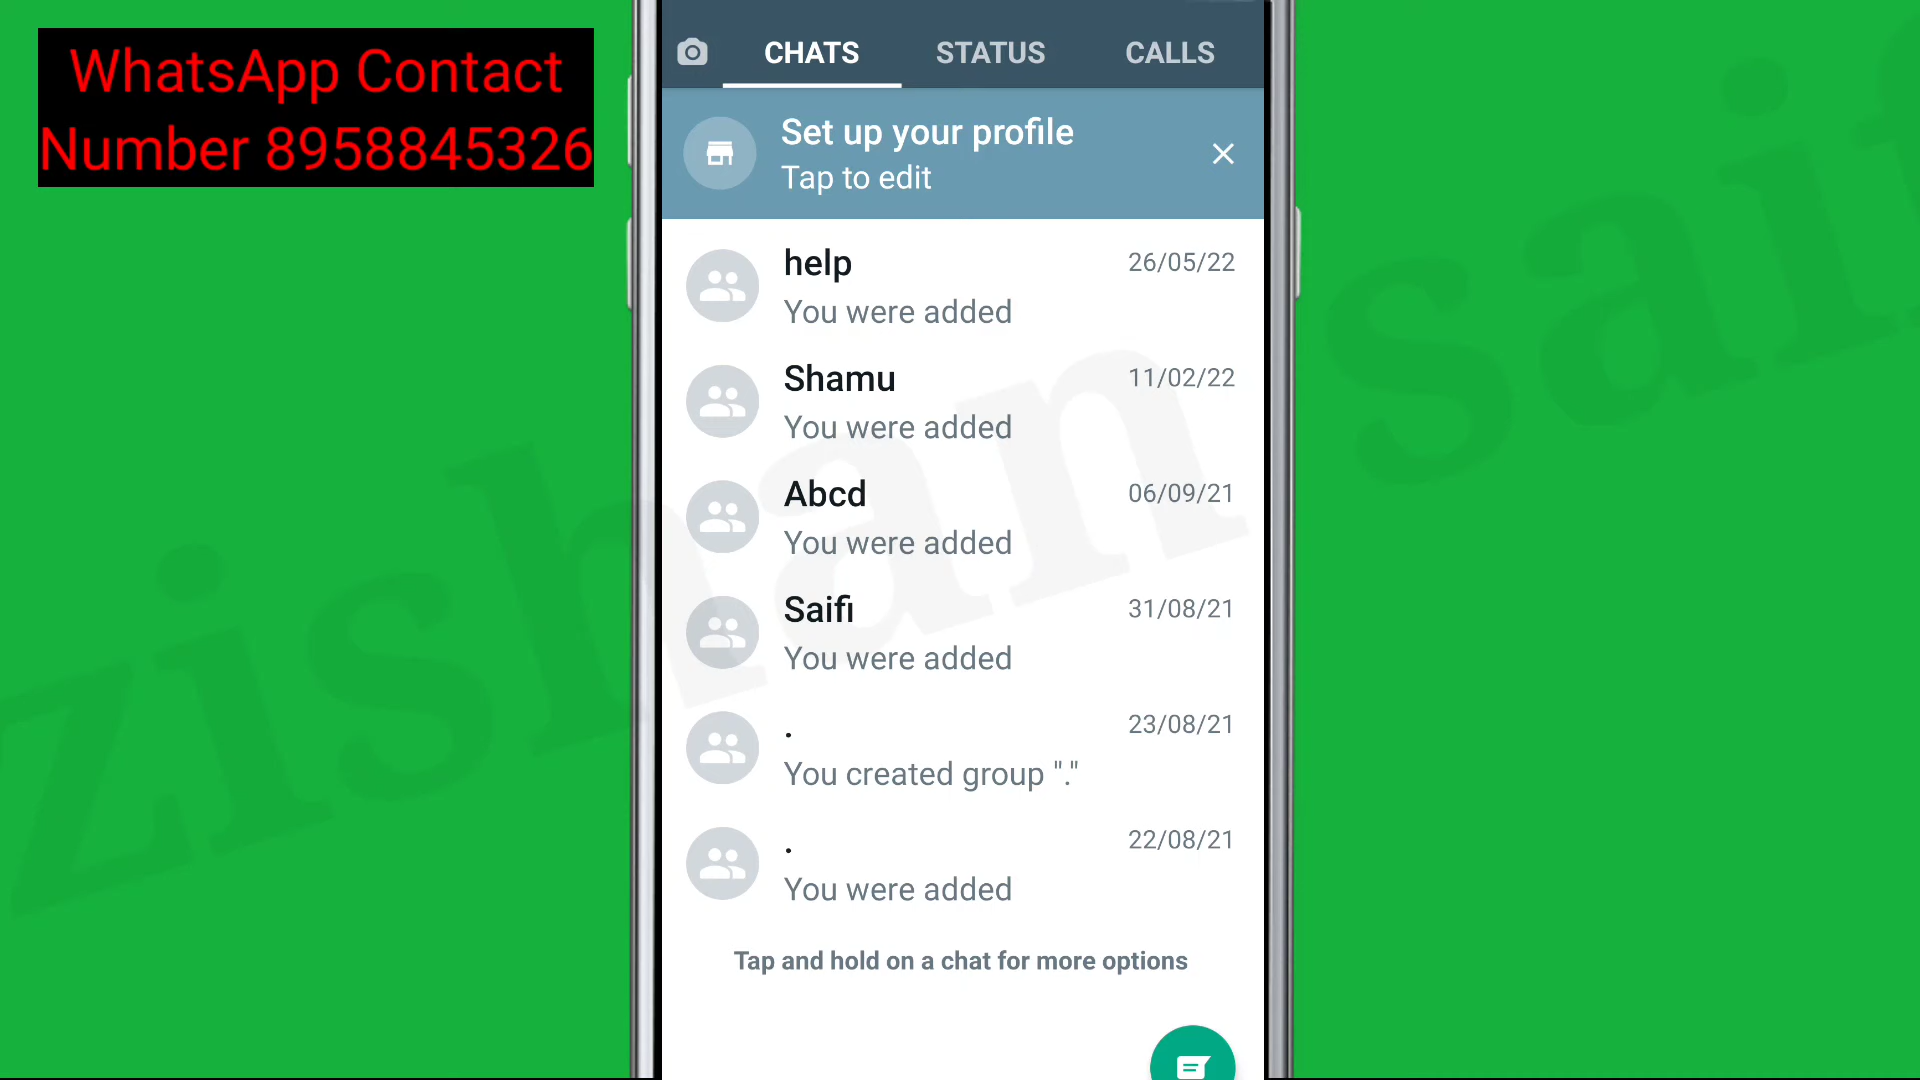 WhatsApp Contact
Number 8958845326
CHATS STATUS CALLS
Set up your profile
Tap to edit
help 26/05/22
You were added
Shamu 11/02/22
You were added
Abcd 06/09/21
You were added
Saifi 31/08/21
You were added
. 23/08/21
You created group "."
. 22/08/21
You were added
Tap and hold on a chat for more options
zishan saifi